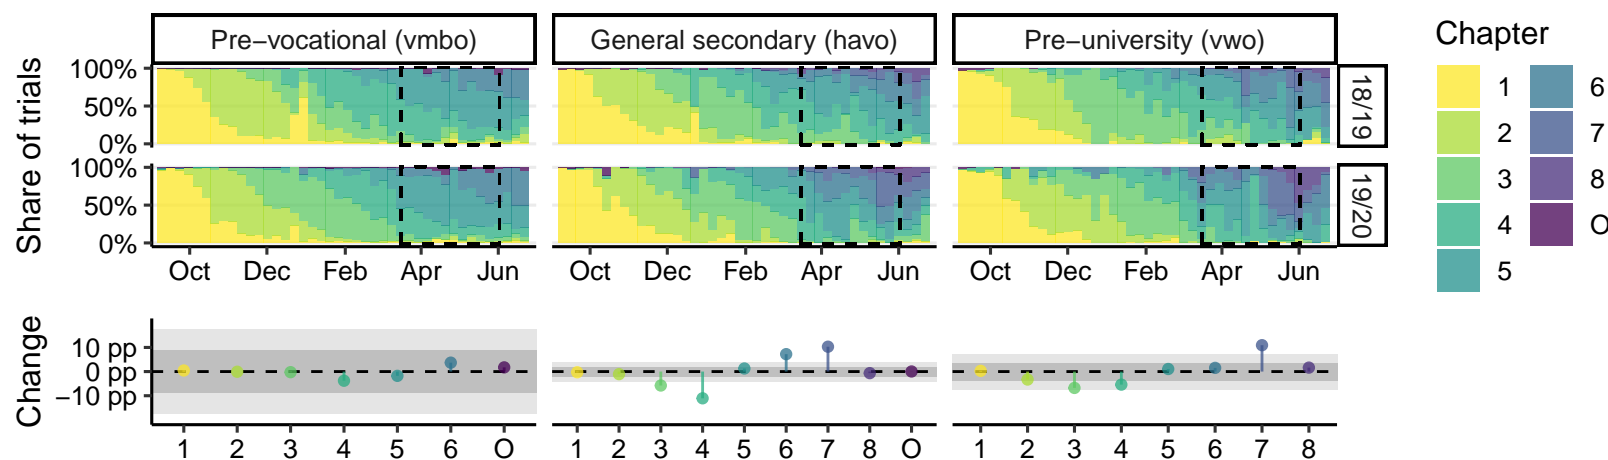 Pre−vocational (vmbo)
General secondary (havo)
Pre−university (vwo)
Share of trials
100%
50%
0%
18/19
100%
50%
0%
19/20
Oct Dec Feb Apr Jun
Oct Dec Feb Apr Jun
Oct Dec Feb Apr Jun
Change
10 pp
0 pp
−10 pp
1 2 3 4 5 6 O
1 2 3 4 5 6 7 8 O
1 2 3 4 5 6 7 8
Chapter
1
2
3
4
5
6
7
8
O